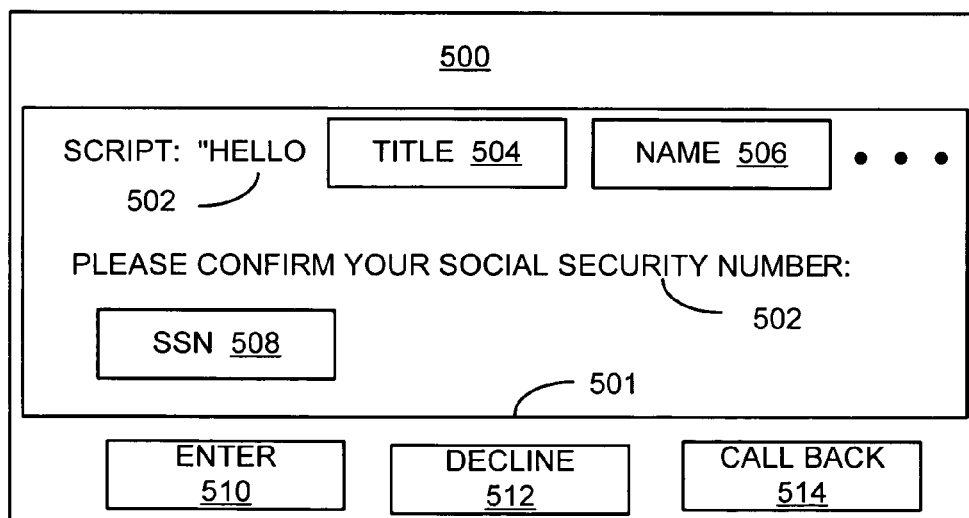 500
SCRIPT: "HELLO TITLE 504 NAME 506 • • •
502
PLEASE CONFIRM YOUR SOCIAL SECURITY NUMBER:
502
SSN 508
501
ENTER DECLINE CALL BACK
510 512 514